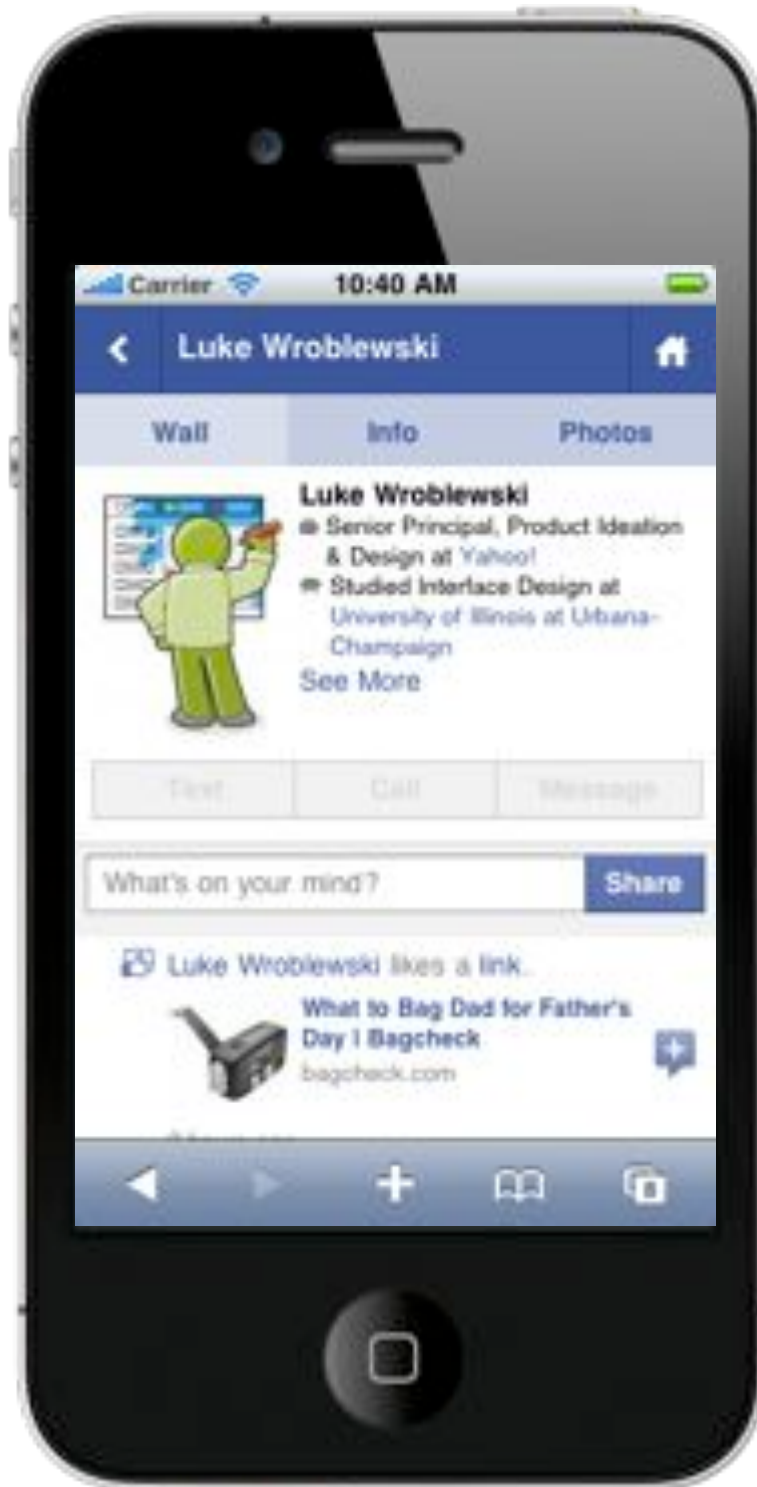 Carrier 10:40 AM
Luke Wroblewski
Wall Info Photos
Luke Wroblewski
Senior Principal, Product Ideation
& Design at Yahoo!
Studied Interface Design at
University of Illinois at Urbana-
Champaign
See More
Text Call Message
What's on your mind? Share
Luke Wroblewski likes a link.
What to Bag Dad for Father's
Day | Bagcheck
bagcheck.com